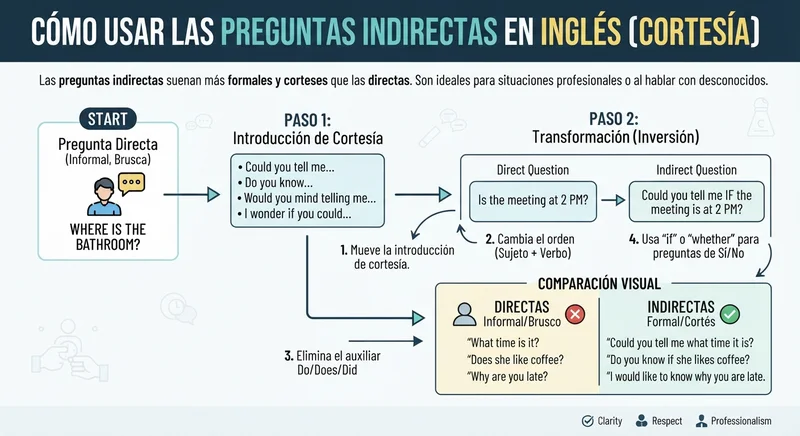 CÓMO USAR LAS PREGUNTAS INDIRECTAS EN INGLÉS (CORTESÍA)
Las preguntas indirectas suenan más formales y corteses que las directas. Son ideales para situaciones profesionales o al hablar con desconocidos.
START
Pregunta Directa
(Informal, Brusca)
WHERE IS THE
BATHROOM?
PASO 1:
Introducción de Cortesía
• Could you tell me...
• Do you know...
• Would you mind telling me...
• I wonder if you could...
PASO 2:
Transformación (Inversión)
Direct Question
Is the meeting at 2 PM?
Indirect Question
Could you tell me IF the
meeting is at 2 PM?
1. Mueve la introducción
de cortesía.
2. Cambia el orden
(Sujeto + Verbo)
4. Usa “if” o “whether” para
preguntas de Sí/No
3. Elimina el auxiliar
Do/Does/Did
COMPARACIÓN VISUAL
DIRECTAS
Informal/Brusco
“What time is it?
“Does she like coffee?
“Why are you late?
INDIRECTAS
Formal/Cortés
“Could you tell me what time it is?
“Do you know if she likes coffee?
“I would like to know why you are late.
Clarity
Respect
Professionalism